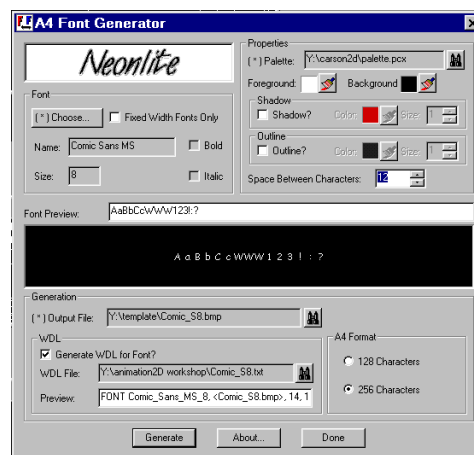 A4 Font Generator
Neonlite
Properties
(*) Palette: Y:\carson2d\palette.pcx
Foreground: Background
Font
(*) Choose... Fixed Width Fonts Only
Name: Comic Sans MS Bold
Size: 8 Italic
Shadow
Shadow? Color: Size: 1
Outline
Outline? Color: Size: 1
Space Between Characters: 12
Font Preview: AaBbCcWWW123!:?
AaBbCcWWW123!:?
Generation
(*) Output File: Y:\template\Comic_S8.bmp
WDL
Generate WDL for Font?
WDL File: Y:\animation2D workshop\Comic_S8.txt
Preview: FONT Comic_Sans_MS_8, <Comic_S8.bmp>, 14, 1
A4 Format
128 Characters
256 Characters
Generate About... Done